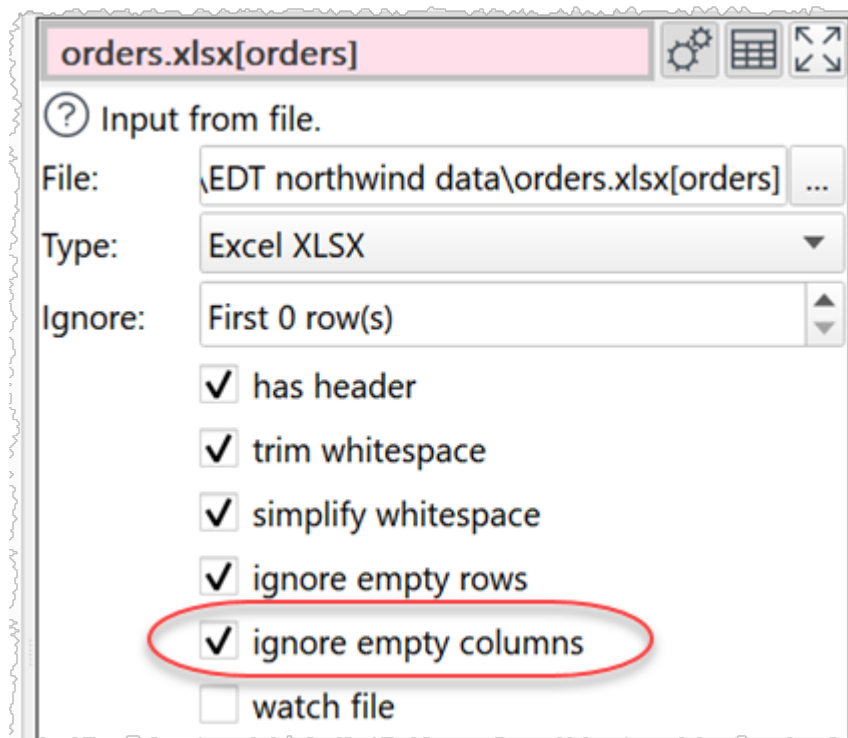 orders.xlsx[orders]
? Input from file.
File: \EDT northwind data\orders.xlsx[orders] ...
Type: Excel XLSX
Ignore: First 0 row(s)
has header
trim whitespace
simplify whitespace
ignore empty rows
ignore empty columns
watch file